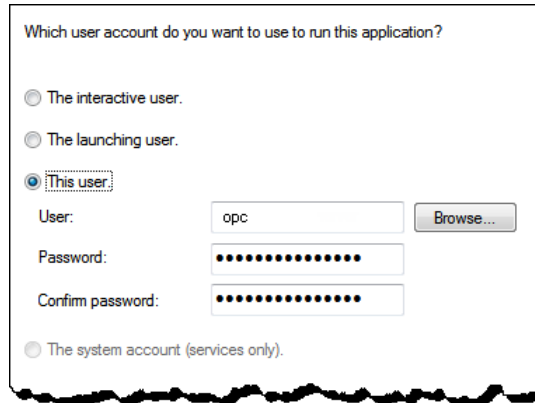 Which user account do you want to use to run this application?
The interactive user.
The launching user.
This user.
User: opc Browse...
Password: •••••••••••••••
Confirm password: •••••••••••••••
The system account (services only).